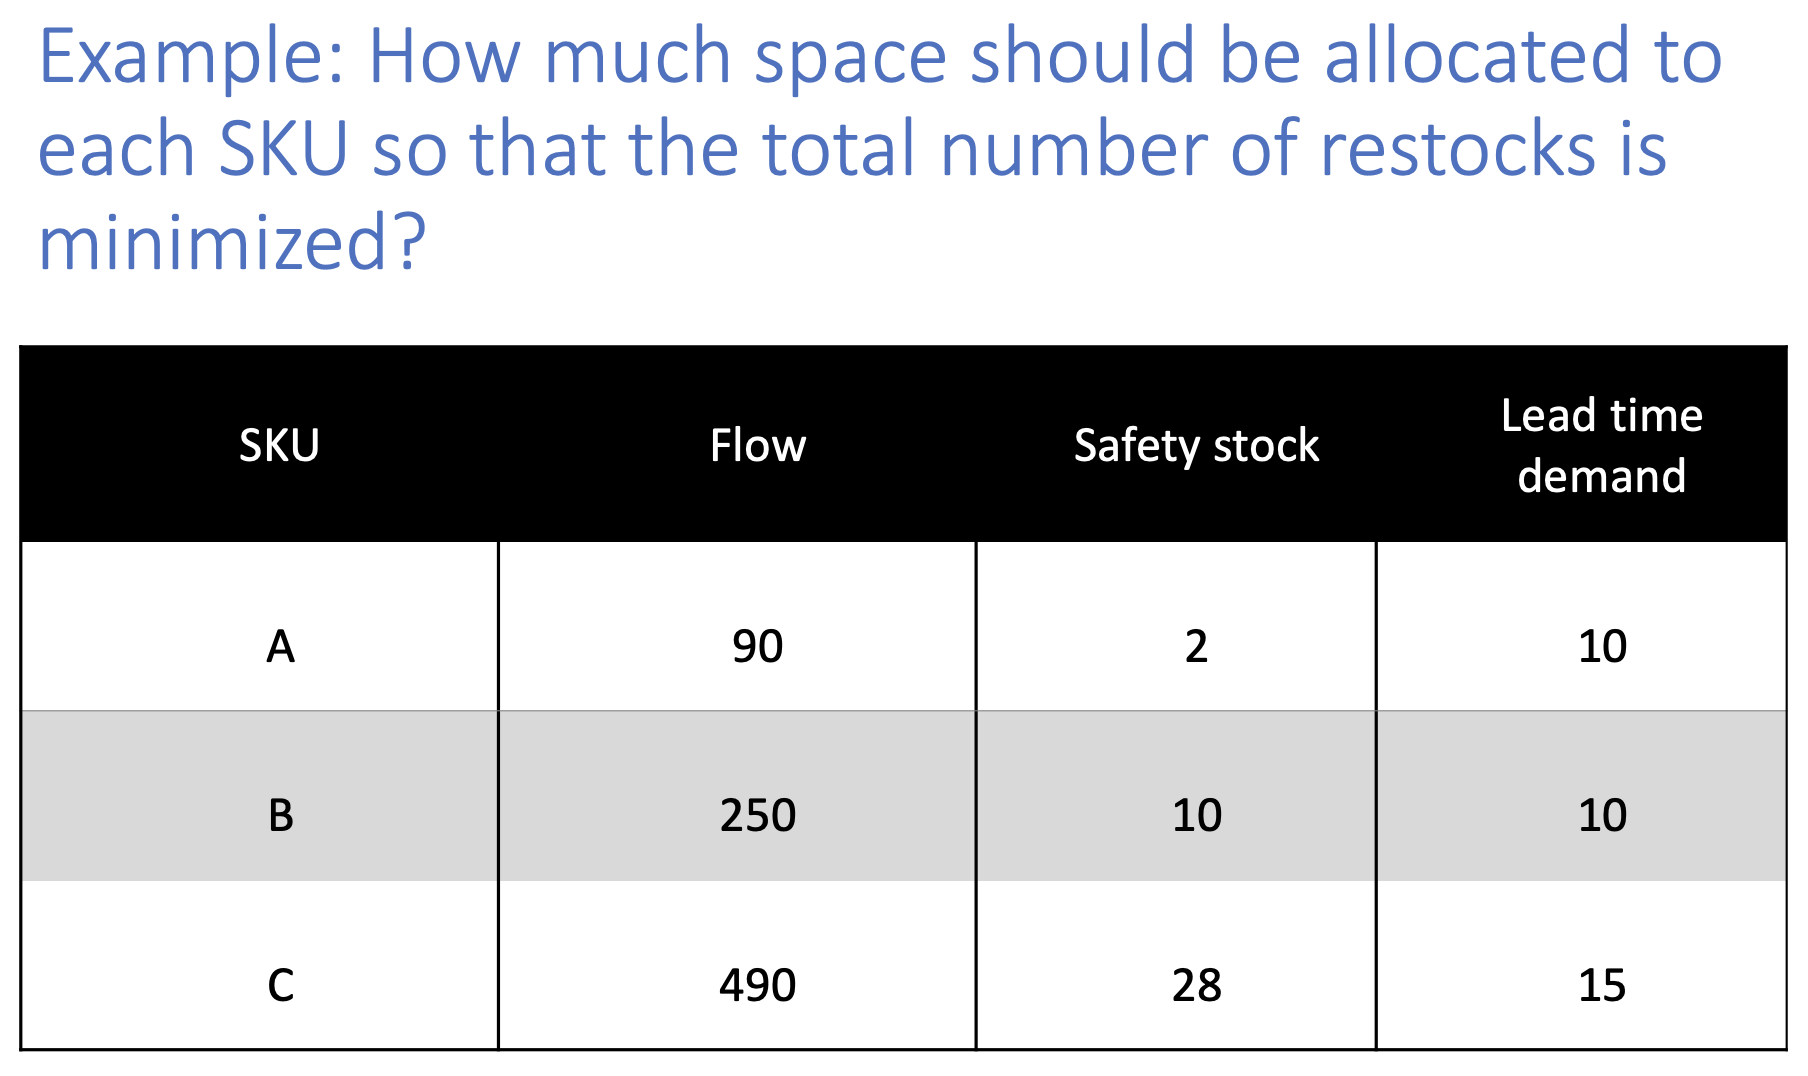 Example: How much space should be allocated to
each SKU so that the total number of restocks is
minimized?
SKU Flow Safety stock Lead time demand
A 90 2 10
B 250 10 10
C 490 28 15